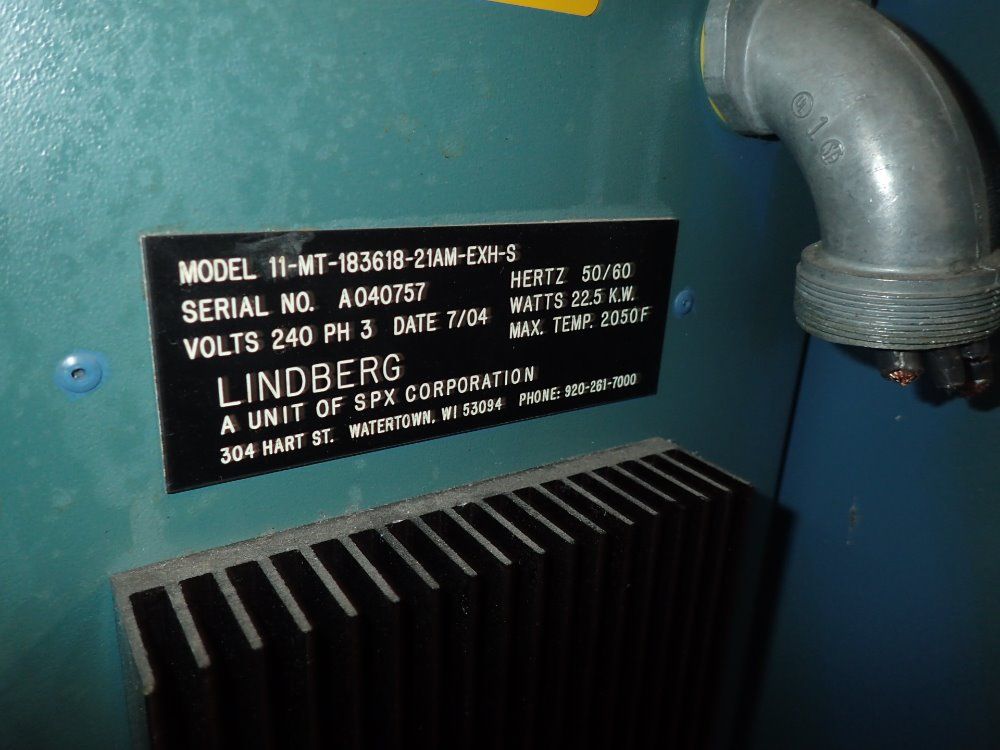 MODEL 11-MT-183618-21AM-EXH-S
SERIAL NO. A040757 HERTZ 50/60
VOLTS 240 PH 3 DATE 7/04 WATTS 22.5 K.W.
MAX. TEMP. 2050F
LINDBERG
A UNIT OF SPX CORPORATION
304 HART ST. WATERTOWN, WI 53094 PHONE: 920-261-7000
UL 1